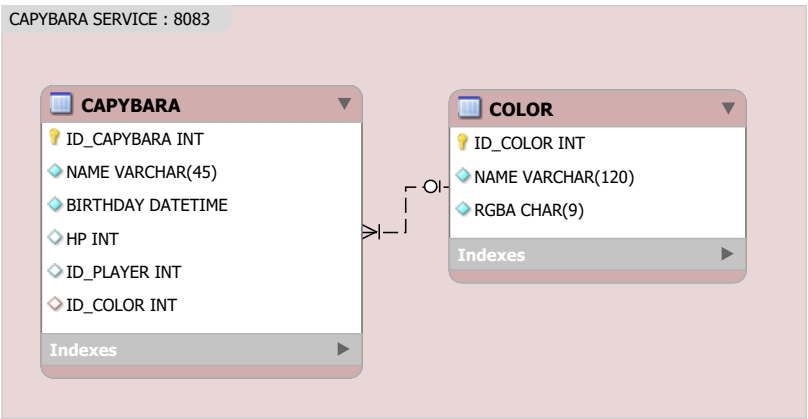 CAPYBARA SERVICE : 8083
CAPYBARA
ID_CAPYBARA INT
NAME VARCHAR(45)
BIRTHDAY DATETIME
HP INT
ID_PLAYER INT
ID_COLOR INT
Indexes
COLOR
ID_COLOR INT
NAME VARCHAR(120)
RGBA CHAR(9)
Indexes